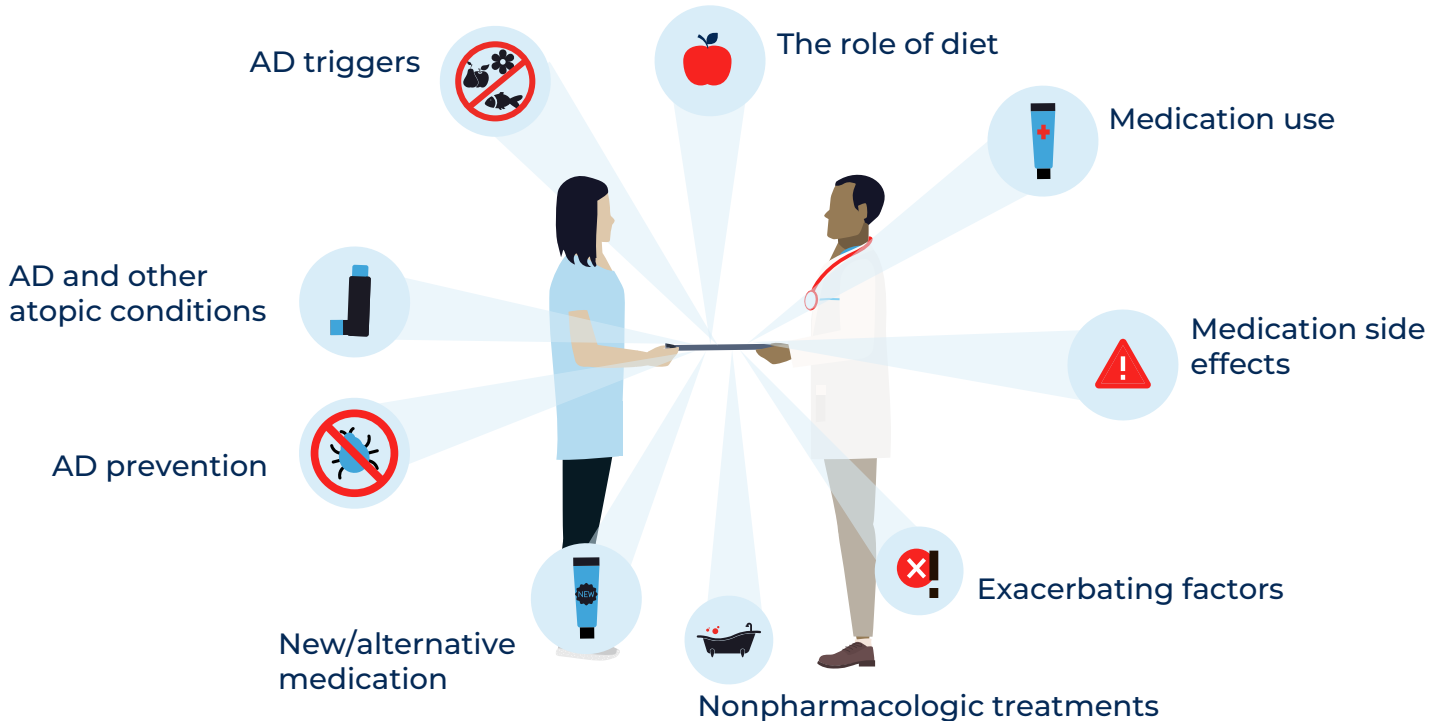 The role of diet
AD triggers
Medication use
AD and other
atopic conditions
Medication side
effects
AD prevention
Exacerbating factors
NEW
New/alternative
medication
Nonpharmacologic treatments